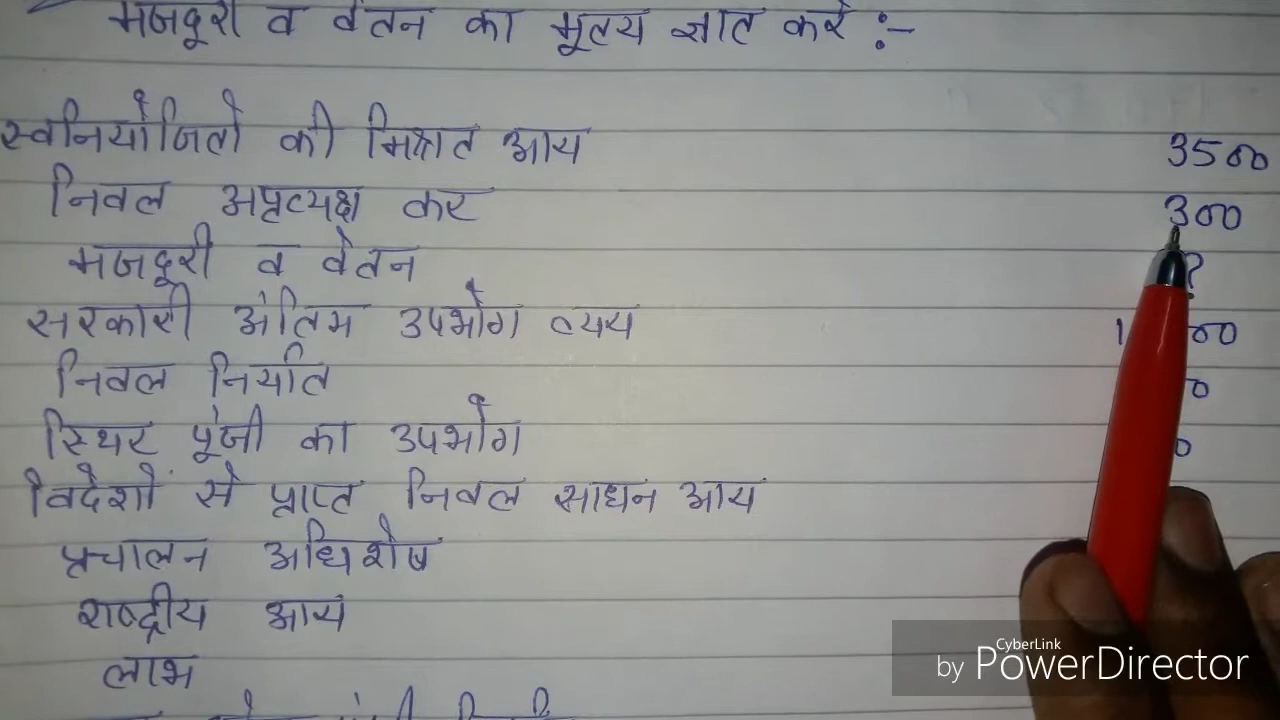 मजदूरी व वेतन का मूल्य ज्ञात करे :-
स्वनियोजितो की मिश्रत आय 3500
निवल अप्रत्यक्ष कर 300
मजदूरी व वेतन ?
सरकारी अंतिम उपभोग व्यय
निवल निर्यात
स्थिर पूंजी का उपभोग
विदेशों से प्राप्त निवल साधन आय
प्रचालन अधिशेष
राष्ट्रीय आय
लाभ
CyberLink
by PowerDirector